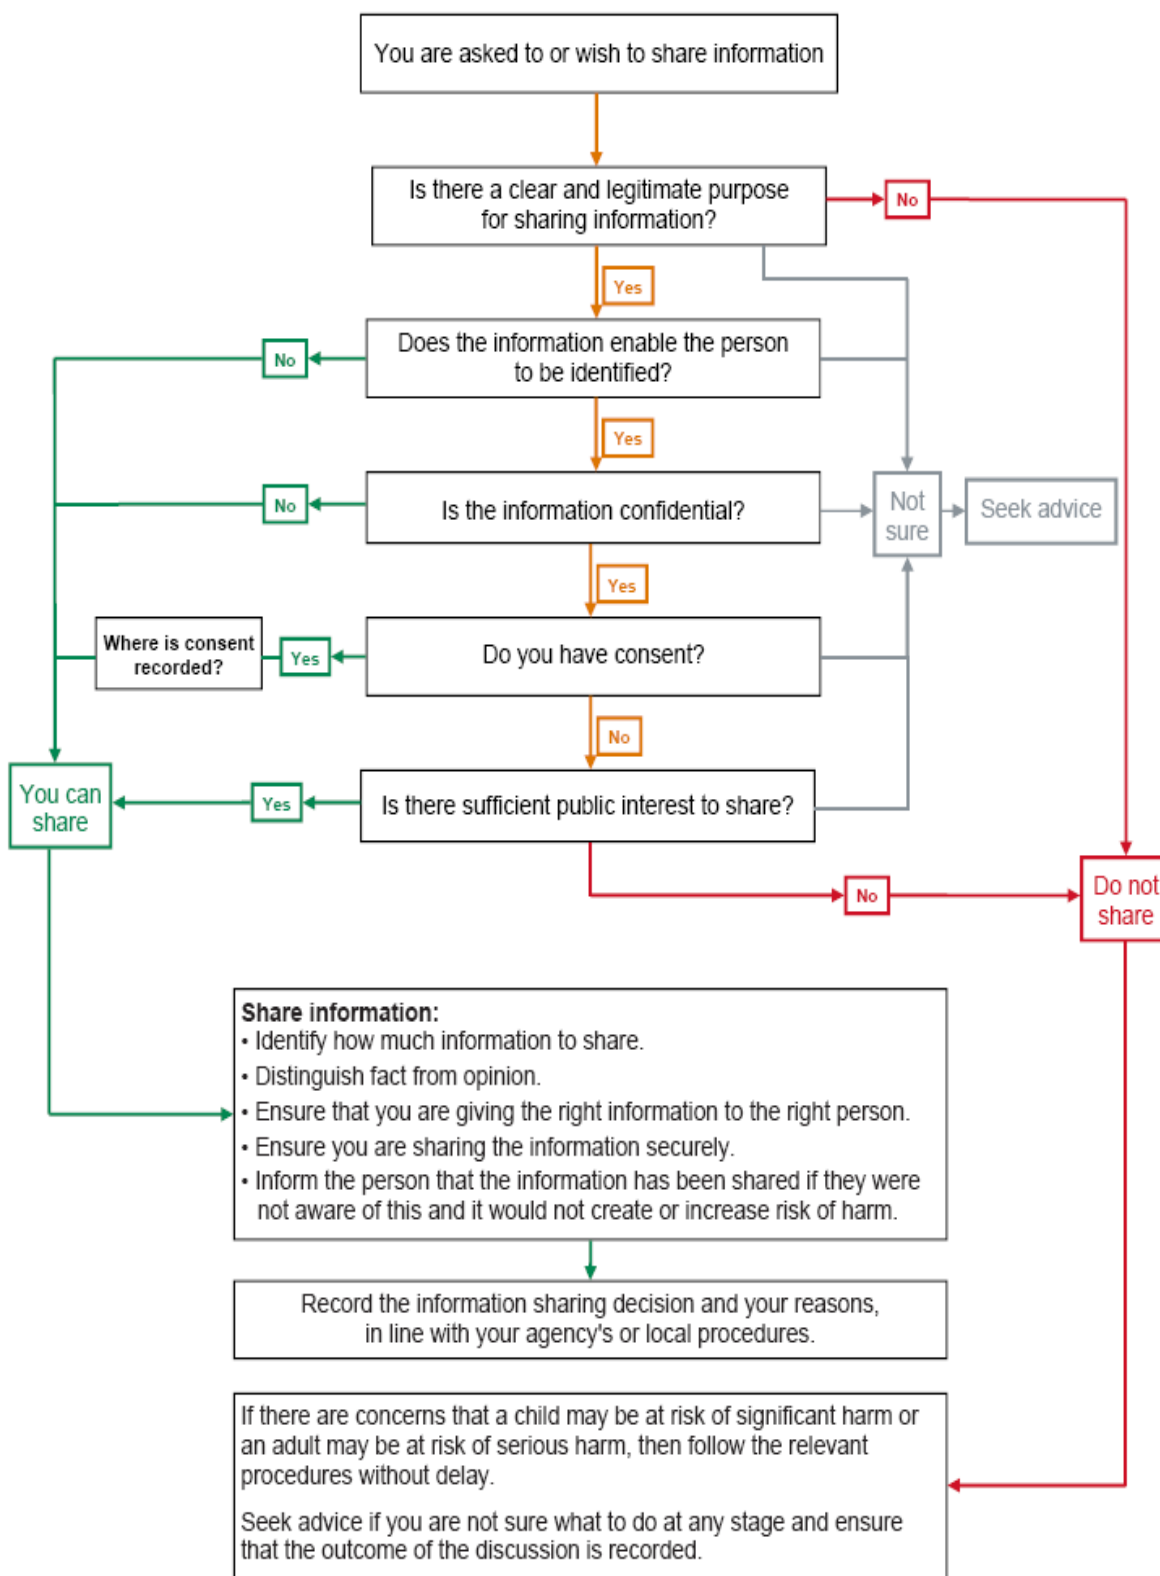 You are asked to or wish to share information
Is there a clear and legitimate purpose
for sharing information?
No
Yes
Does the information enable the person
to be identified?
No
Yes
Is the information confidential?
No
Not
sure
Seek advice
Yes
Do you have consent?
Yes
Where is consent
recorded?
No
Is there sufficient public interest to share?
Yes
You can
share
No
Do not
share
Share information:
• Identify how much information to share.
• Distinguish fact from opinion.
• Ensure that you are giving the right information to the right person.
• Ensure you are sharing the information securely.
• Inform the person that the information has been shared if they were
not aware of this and it would not create or increase risk of harm.
Record the information sharing decision and your reasons,
in line with your agency's or local procedures.
If there are concerns that a child may be at risk of significant harm or
an adult may be at risk of serious harm, then follow the relevant
procedures without delay.
Seek advice if you are not sure what to do at any stage and ensure
that the outcome of the discussion is recorded.